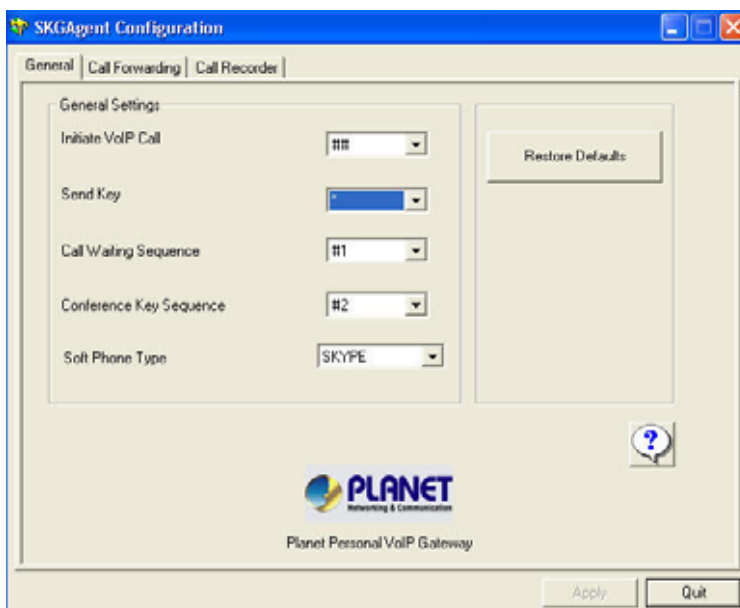 SKGAgent Configuration
General
Call Forwarding
Call Recorder
General Settings
Initiate VoIP Call
##
Send Key
*
Call Waiting Sequence
#1
Conference Key Sequence
#2
Soft Phone Type
SKYPE
Restore Defaults
?
PLANET
Networking & Communication
Planet Personal VoIP Gateway
Apply
Quit